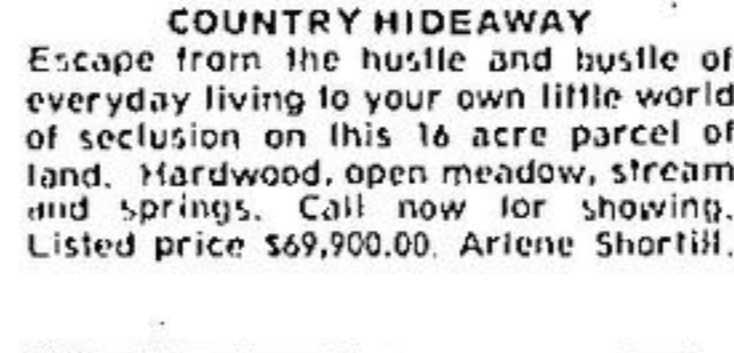 COUNTRY HIDEAWAY
Escape from the hustle and bustle of
everyday living to your own little world
of seclusion on this 16 acre parcel of
land. Hardwood, open meadow, stream
and springs. Call now for showing.
Listed price $69,900.00. Arlene Shortill.